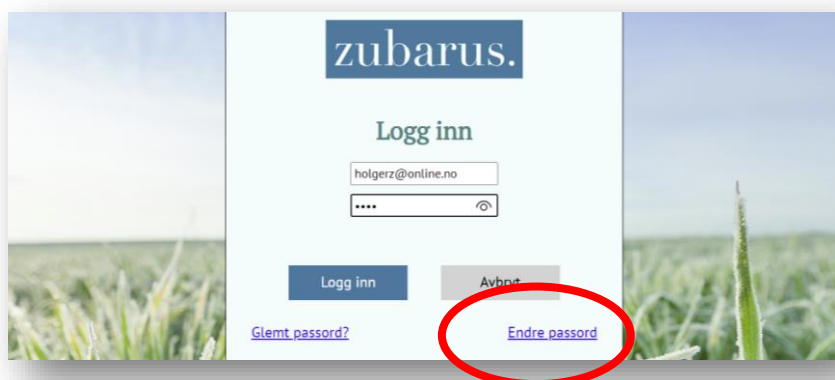 zubarus.
Logg inn
holgerz@online.no
••••
Logg inn Avbryt
Glemt passord? Endre passord